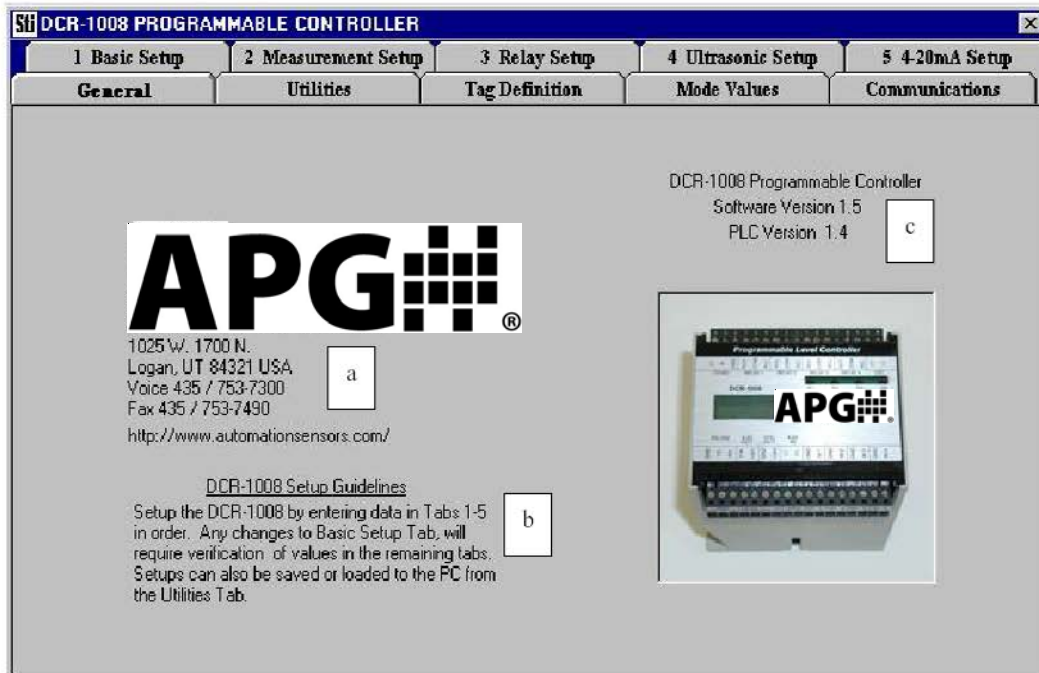 Sti DCR-1008 PROGRAMMABLE CONTROLLER
1 Basic Setup
2 Measurement Setup
3 Relay Setup
4 Ultrasonic Setup
5 4-20mA Setup
General
Utilities
Tag Definition
Mode Values
Communications
APG®
1025 W. 1700 N.
Logan, UT 84321 USA
Voice 435 / 753-7300
Fax 435 / 753-7490
http://www.automationsensors.com/
a
DCR-1008 Setup Guidelines
Setup the DCR-1008 by entering data in Tabs 1-5
in order. Any changes to Basic Setup Tab, will
require verification of values in the remaining tabs.
Setups can also be saved or loaded to the PC from
the Utilities Tab.
b
DCR-1008 Programmable Controller
Software Version 1.5
PLC Version 1.4
c
Programmable Level Controller
DCR-1008
APG